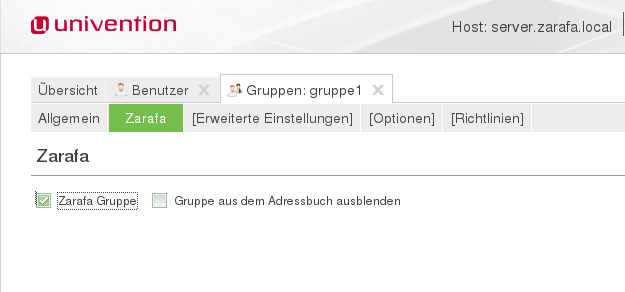 univention
Host: server.zarafa.local
Übersicht Benutzer Gruppen: gruppe1
Allgemein Zarafa [Erweiterte Einstellungen] [Optionen] [Richtlinien]
Zarafa
Zarafa Gruppe Gruppe aus dem Adressbuch ausblenden